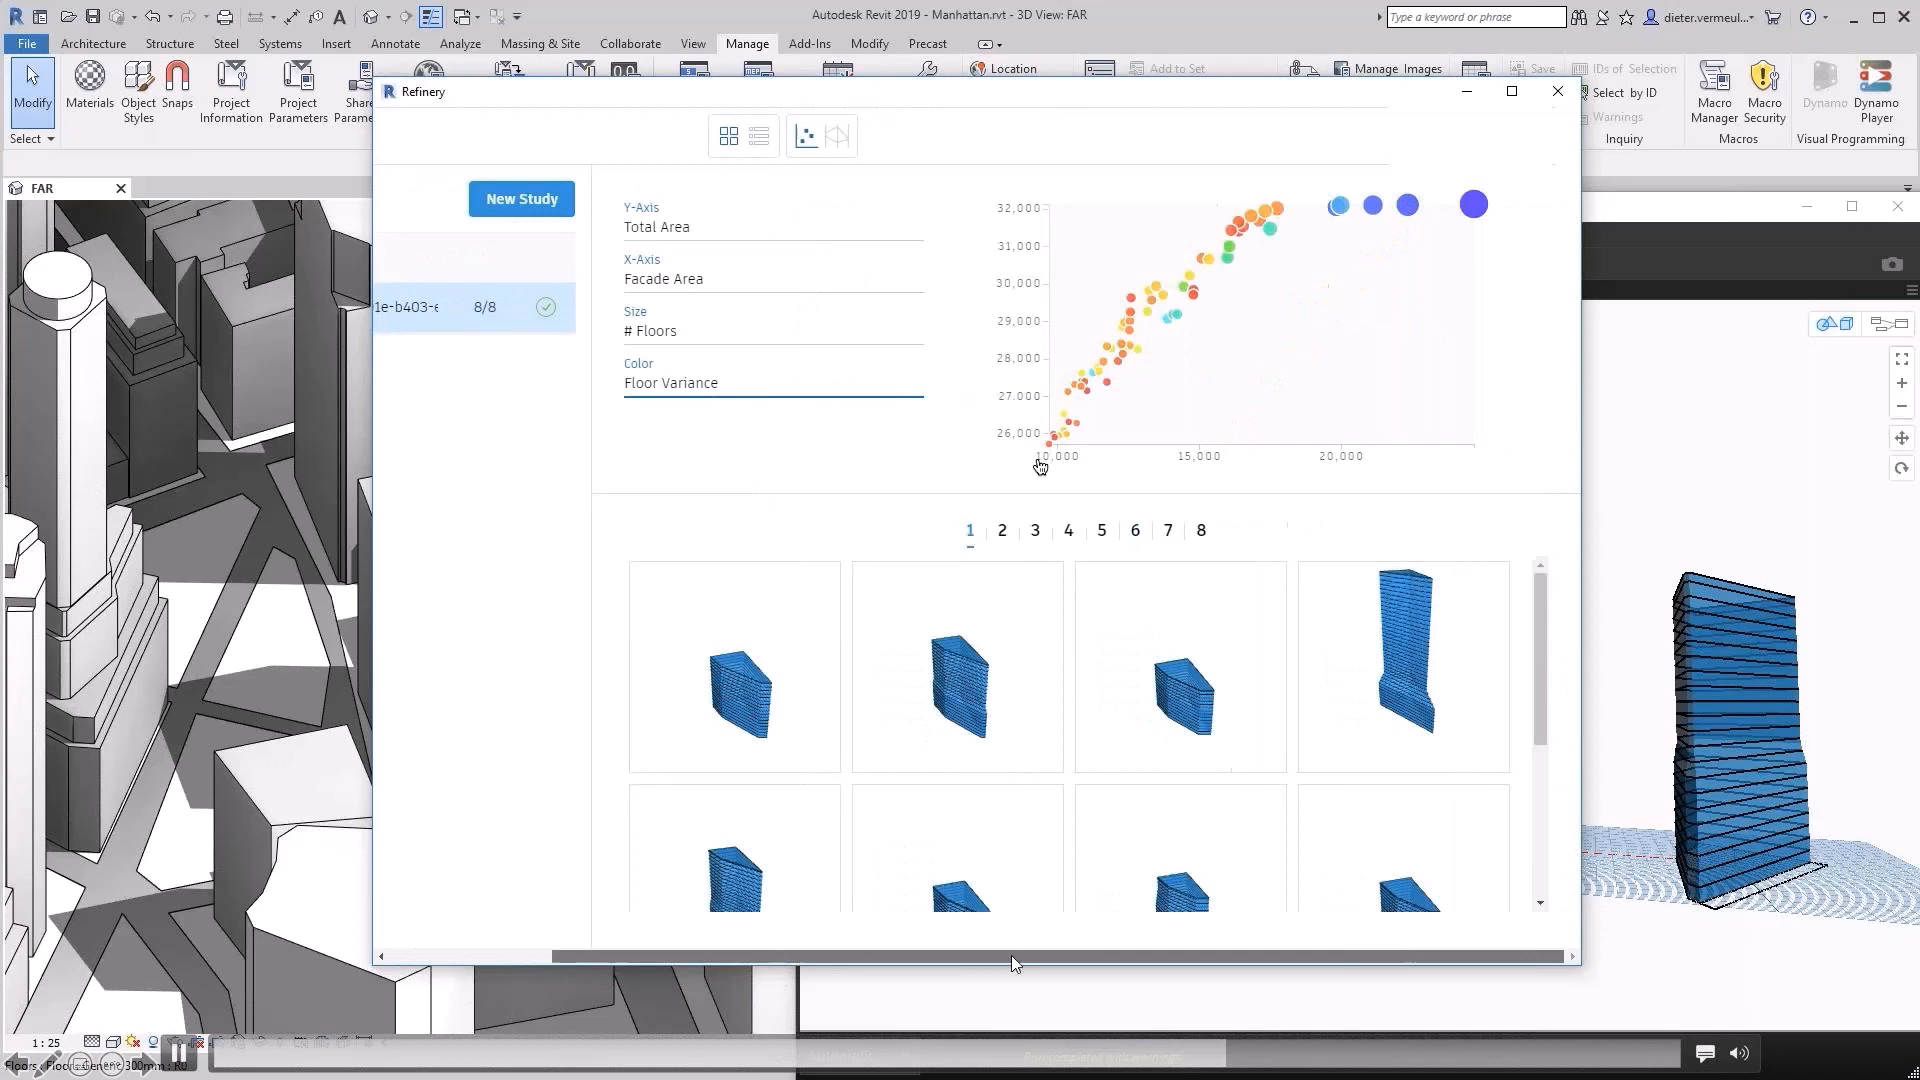 Autodesk Revit 2019 - Manhattan.rvt - 3D View: FAR
Type a keyword or phrase
dieter.vermeul...
File Architecture Structure Steel Systems Insert Annotate Analyze Massing & Site Collaborate View Manage Add-Ins Modify Precast
Modify
Materials
Object
Styles
Snaps
Project
Information
Project
Parameters
Location
Add to Set
Manage Images
Save
IDs of Selection
Select by ID
Warnings
Macro
Manager
Macro
Security
Dynamo
Dynamo
Player
Select
Inquiry
Macros
Visual Programming
FAR
Refinery
New Study
1e-b403-e 8/8
Y-Axis
Total Area
X-Axis
Facade Area
Size
# Floors
Color
Floor Variance
32,000
31,000
30,000
29,000
28,000
27.000
26,000
10,000 15,000 20,000
1 2 3 4 5 6 7 8
1 : 25
Run completed with warnings.